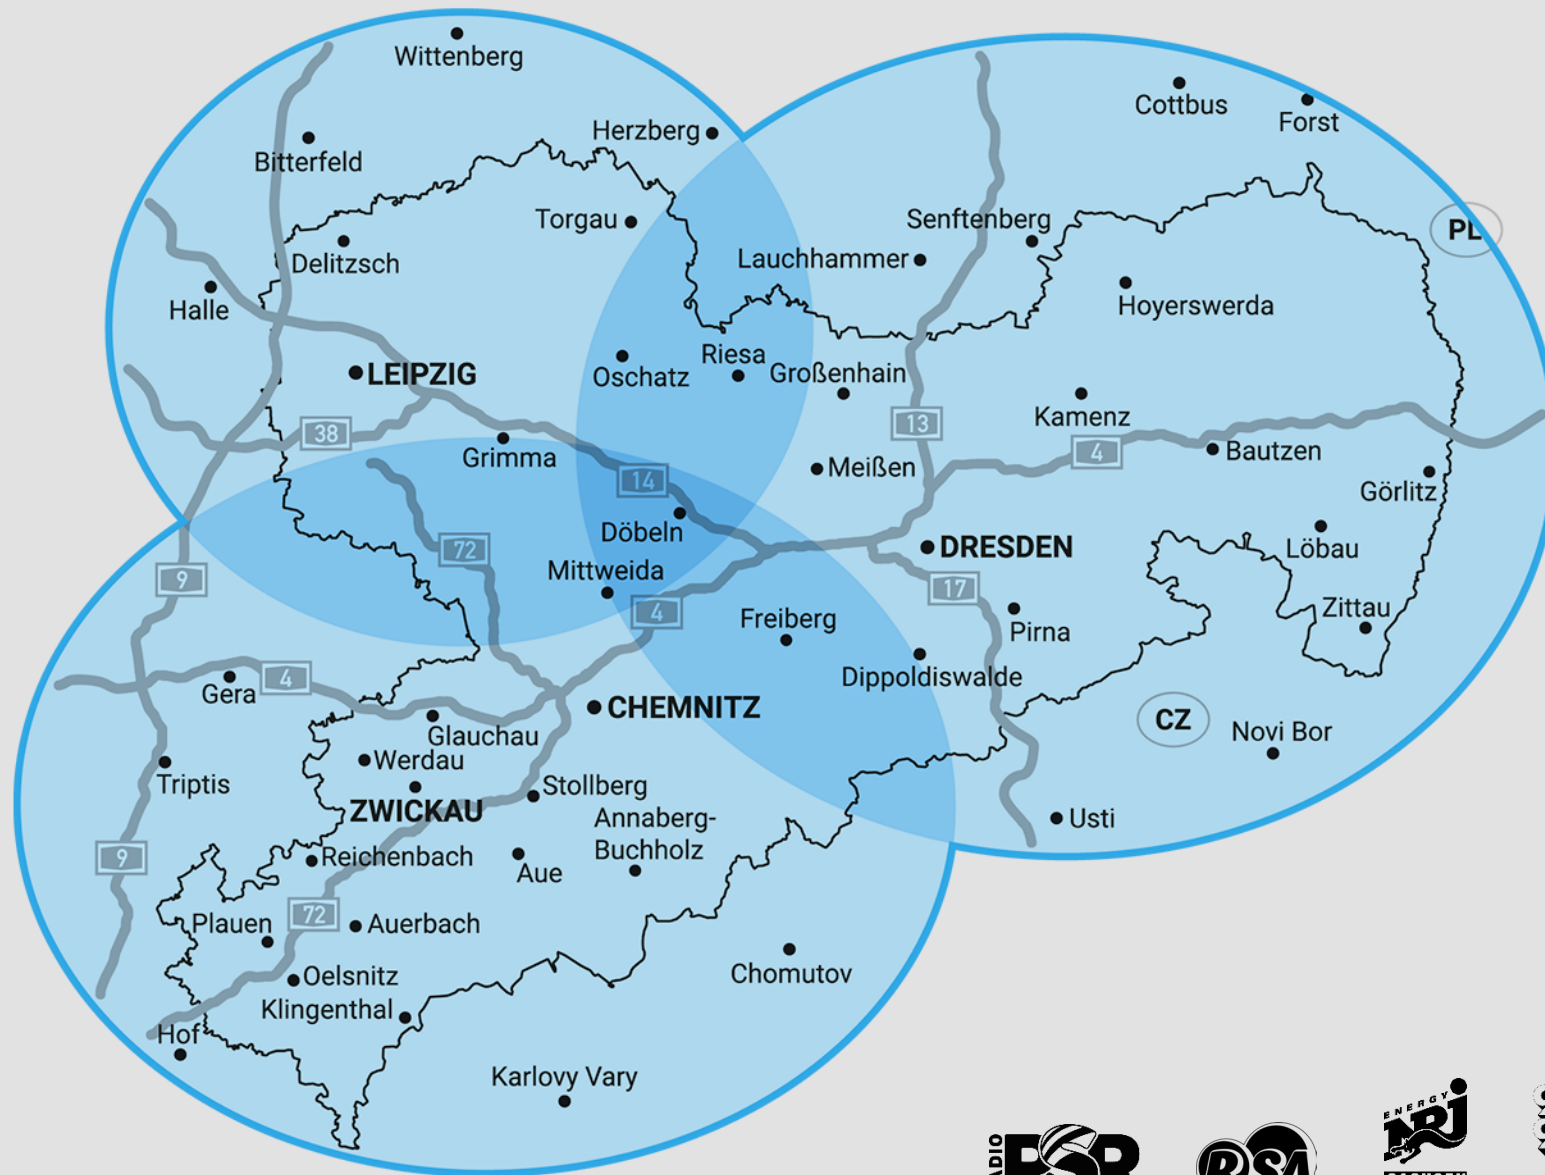 Wittenberg
Cottbus
Forst
Herzberg
Bitterfeld
Torgau
Senftenberg
PL
Delitzsch
Lauchhammer
Halle
Hoyerswerda
LEIPZIG
Oschatz
Riesa
Großenhain
Kamenz
38
13
4
Grimma
Bautzen
Meißen
14
Görlitz
Döbeln
72
DRESDEN
Löbau
Mittweida
9
17
4
Zittau
Freiberg
Pirna
Gera
4
Dippoldiswalde
CHEMNITZ
CZ
Glauchau
Novi Bor
Werdau
Triptis
Stollberg
ZWICKAU
Annaberg-
Buchholz
Usti
9
Reichenbach
Aue
72
Plauen
Auerbach
Oelsnitz
Chomutov
Klingenthal
Hof
Karlovy Vary
ENERGY
NRJ
RSA